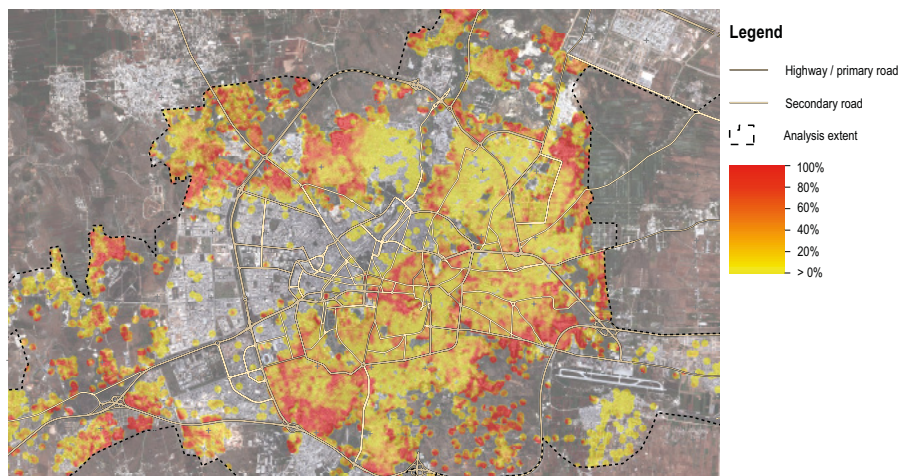 Legend
Highway / primary road
Secondary road
Analysis extent
100%
80%
60%
40%
20%
> 0%